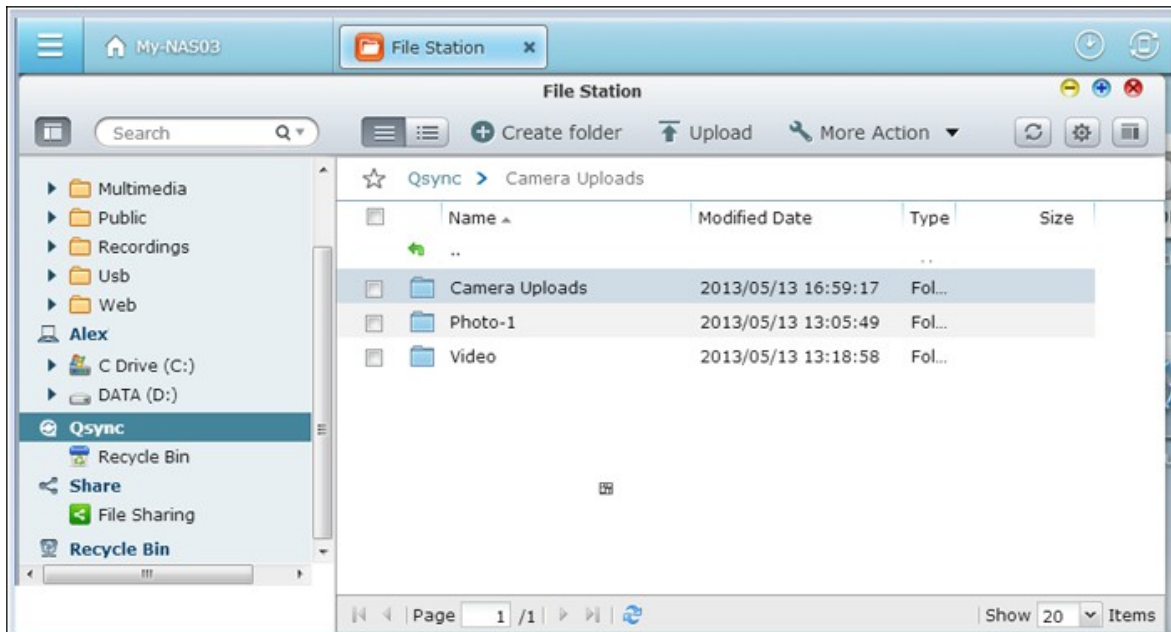 My-NAS03 File Station
File Station
Search Create folder Upload More Action
Multimedia
Public
Recordings
Usb
Web
Alex
C Drive (C:)
DATA (D:)
Qsync
Recycle Bin
Share
File Sharing
Recycle Bin
Qsync > Camera Uploads
Name Modified Date Type Size
.. ..
Camera Uploads 2013/05/13 16:59:17 Fol...
Photo-1 2013/05/13 13:05:49 Fol...
Video 2013/05/13 13:18:58 Fol...
Page 1 /1 Show 20 Items